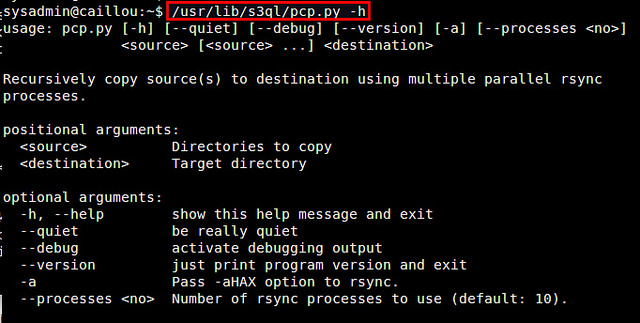 sysadmin@caillou:~$ /usr/lib/s3ql/pcp.py -h
usage: pcp.py [-h] [--quiet] [--debug] [--version] [-a] [--processes <no>]
<source> [<source> ...] <destination>
Recursively copy source(s) to destination using multiple parallel rsync
processes.
positional arguments:
<source> Directories to copy
<destination> Target directory
optional arguments:
-h, --help show this help message and exit
--quiet be really quiet
--debug activate debugging output
--version just print program version and exit
-a Pass -aHAX option to rsync.
--processes <no> Number of rsync processes to use (default: 10).